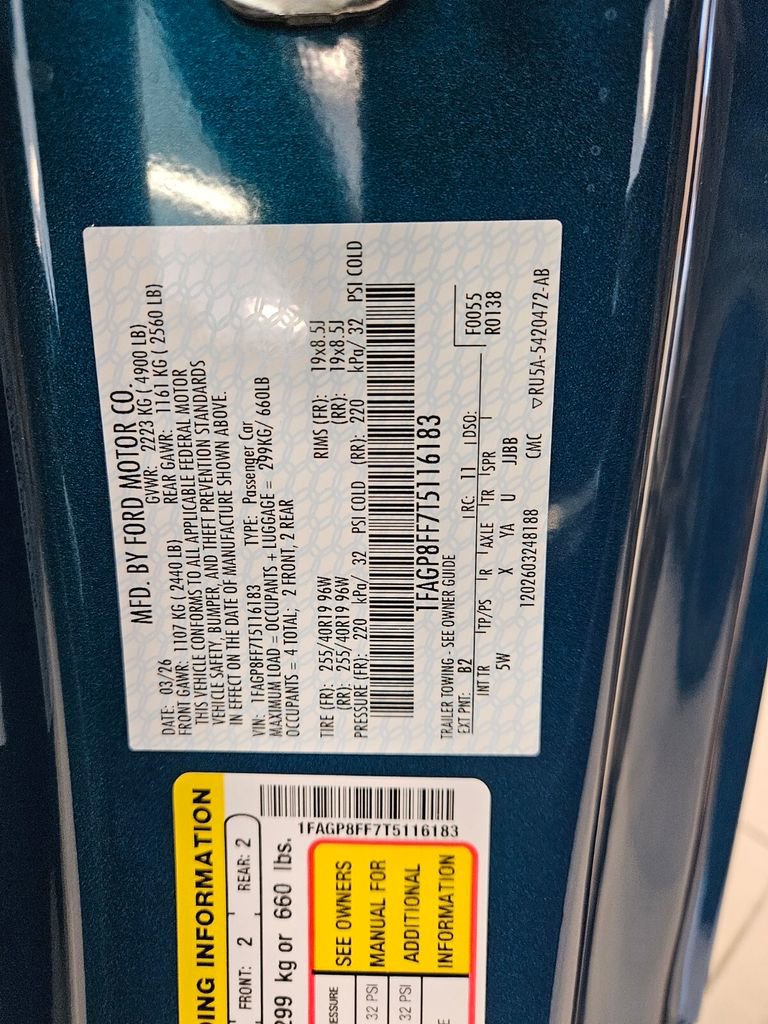 MFD. BY FORD MOTOR CO.
DATE: 03/26 GVWR: 2223 KG ( 4900 LB)
FRONT GAWR: 1107 KG ( 2440 LB) REAR GAWR: 1161 KG ( 2560 LB)
THIS VEHICLE CONFORMS TO ALL APPLICABLE FEDERAL MOTOR
VEHICLE SAFETY, BUMPER, AND THEFT PREVENTION STANDARDS
IN EFFECT ON THE DATE OF MANUFACTURE SHOWN ABOVE.
VIN: 1FAGP8FF7T5116183 TYPE: Passenger Car
MAXIMUM LOAD = OCCUPANTS + LUGGAGE = 299KG/ 660LB
OCCUPANTS = 4 TOTAL; 2 FRONT, 2 REAR
TIRE (FR): 255/40R19 96W RIMS (FR): 19x8.5J
(RR): 255/40R19 96W (RR): 19x8.5J
PRESSURE (FR): 220 kPa/ 32 PSI COLD (RR): 220 kPa/ 32 PSI COLD
1FAGP8FF7T5116183
TRAILER TOWING - SEE OWNER GUIDE F0055
EXT PNT: B2 RC: 11 DSO: R0138
INT TR TP/PS R AXLE TR SPR
5W X YA U JJBB
1202603248188 CMC ▽RU5A-5420472-AB
DING INFORMATION
FRONT: 2 REAR: 2
299 kg or 660 lbs.
1FAGP8FF7T5116183
SEE OWNERS
MANUAL FOR
ADDITIONAL
INFORMATION
ESSURE
32 PSI
32 PSI
E